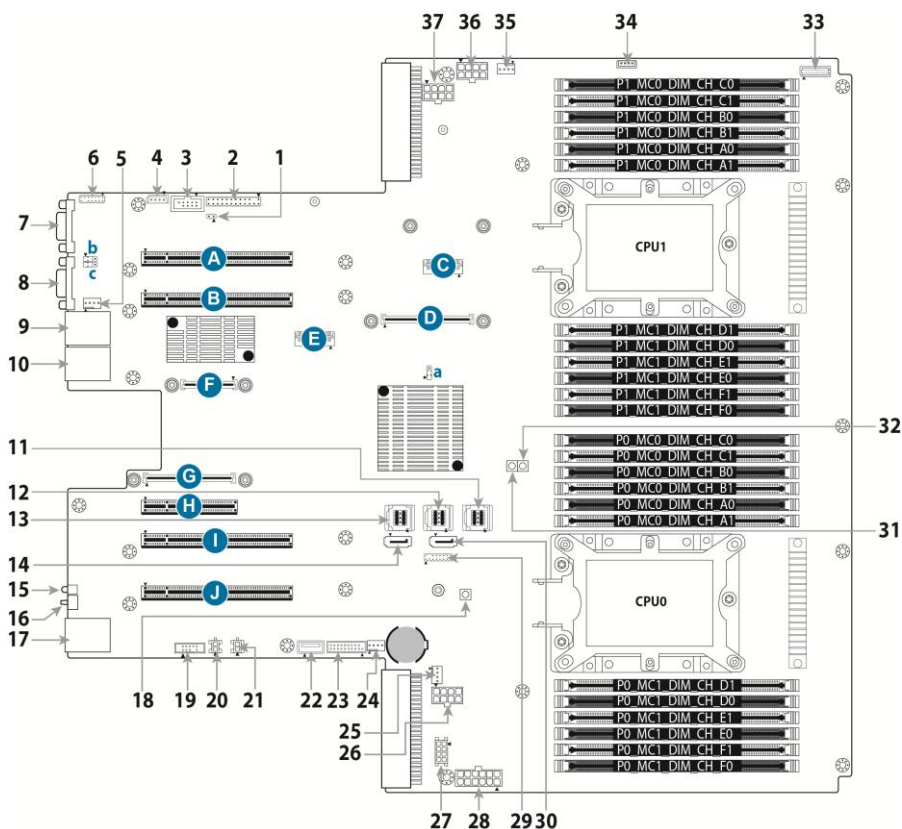 37 36 35 34 33
P1_MC0_DIM_CH_C0
P1_MC0_DIM_CH_C1
P1_MC0_DIM_CH_B0
P1_MC0_DIM_CH_B1
P1_MC0_DIM_CH_A0
P1_MC0_DIM_CH_A1
6 5 4 3 2 1
7
b
c
8
9
10
A
B
C
D
E
F
a
CPU1
P1_MC1_DIM_CH_D1
P1_MC1_DIM_CH_D0
P1_MC1_DIM_CH_E1
P1_MC1_DIM_CH_E0
P1_MC1_DIM_CH_F1
P1_MC1_DIM_CH_F0
32
11
12
13
14
G
H
I
J
P0_MC0_DIM_CH_C0
P0_MC0_DIM_CH_C1
P0_MC0_DIM_CH_B0
P0_MC0_DIM_CH_B1
P0_MC0_DIM_CH_A0
P0_MC0_DIM_CH_A1
31
15
16
17
CPU0
18 19 20 21 22 23 24
25
26
27 28 29 30
P0_MC1_DIM_CH_D1
P0_MC1_DIM_CH_D0
P0_MC1_DIM_CH_E1
P0_MC1_DIM_CH_E0
P0_MC1_DIM_CH_F1
P0_MC1_DIM_CH_F0